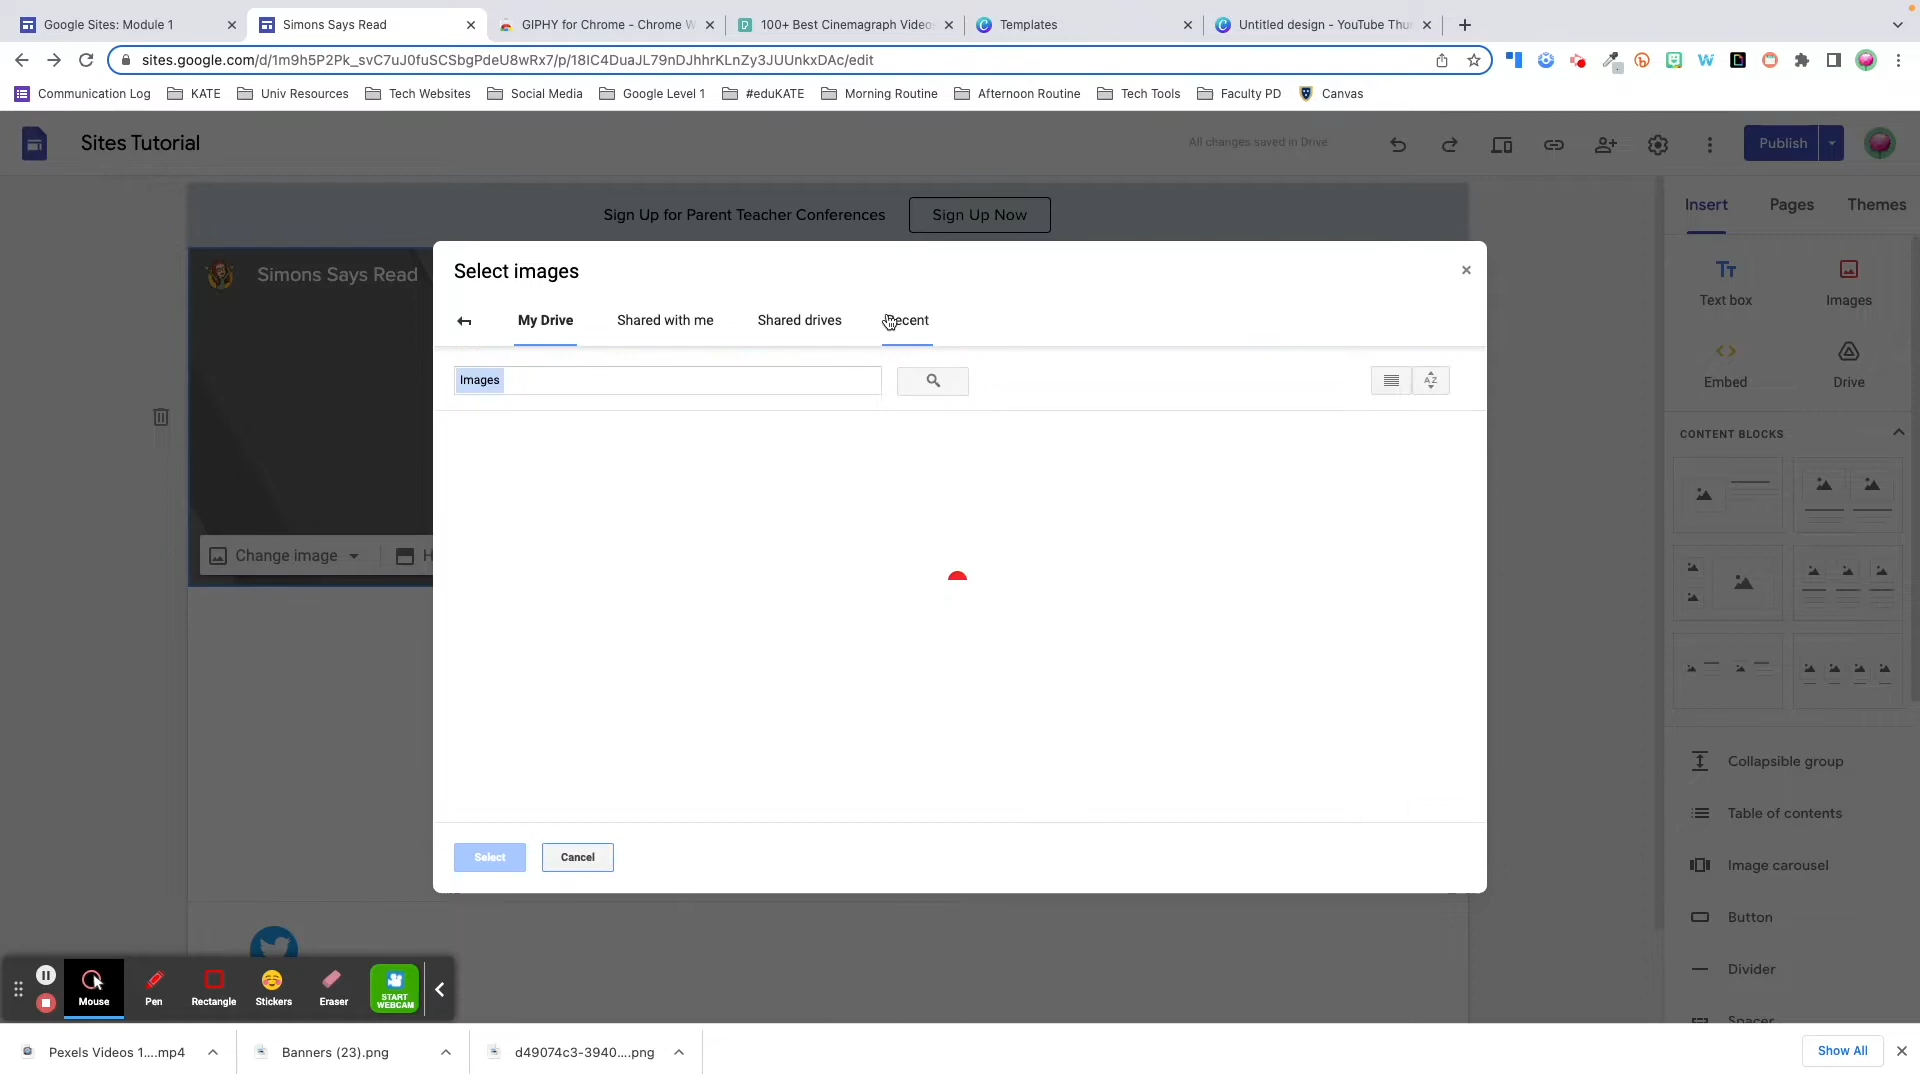 Google Sites: Module 1
Simons Says Read
GIPHY for Chrome - Chrome W
100+ Best Cinemagraph Videos
Templates
Untitled design - YouTube Thu
sites.google.com/d/1m9h5P2Pk_svC7uJ0fuSCSbgPdeU8wRx7/p/18IC4DuaJL79nDJhhrKLnZy3JUUnkxDAc/edit
Communication Log
KATE
Univ Resources
Tech Websites
Social Media
Google Level 1
#eduKATE
Morning Routine
Afternoon Routine
Tech Tools
Faculty PD
Canvas
Sites Tutorial
All changes saved in Drive
Publish
Sign Up for Parent Teacher Conferences
Sign Up Now
Insert
Pages
Themes
Simons Says Read
Select images
My Drive
Shared with me
Shared drives
Recent
Images
Text box
Images
Embed
Drive
CONTENT BLOCKS
Change image
H
Select
Cancel
Collapsible group
Table of contents
Image carousel
Button
Divider
Spacer
Mouse
Pen
Rectangle
Stickers
Eraser
START
WEBCAM
Pexels Videos 1....mp4
Banners (23).png
d49074c3-3940....png
Show All